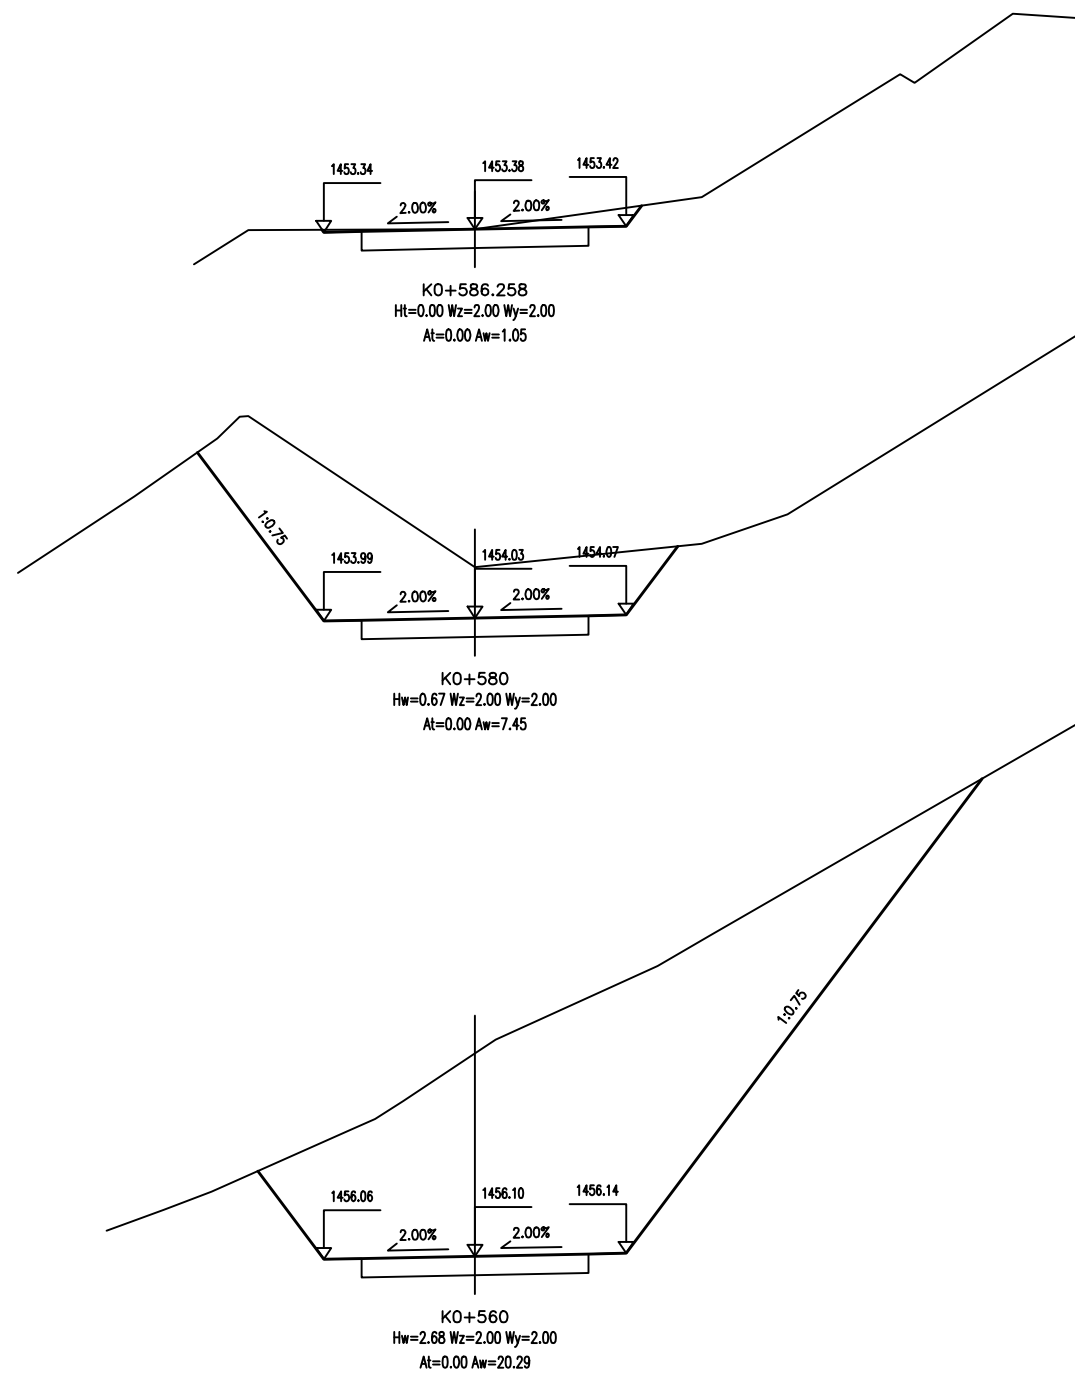 1453.34
1453.38
1453.42
2.00%
2.00%
K0+586.258
Ht=0.00 Wz=2.00 Wy=2.00
At=0.00 Aw=1.05
1:0.75
1453.99
1454.03
1454.07
2.00%
2.00%
K0+580
Hw=0.67 Wz=2.00 Wy=2.00
At=0.00 Aw=7.45
1:0.75
1456.06
1456.10
1456.14
2.00%
2.00%
K0+560
Hw=2.68 Wz=2.00 Wy=2.00
At=0.00 Aw=20.29